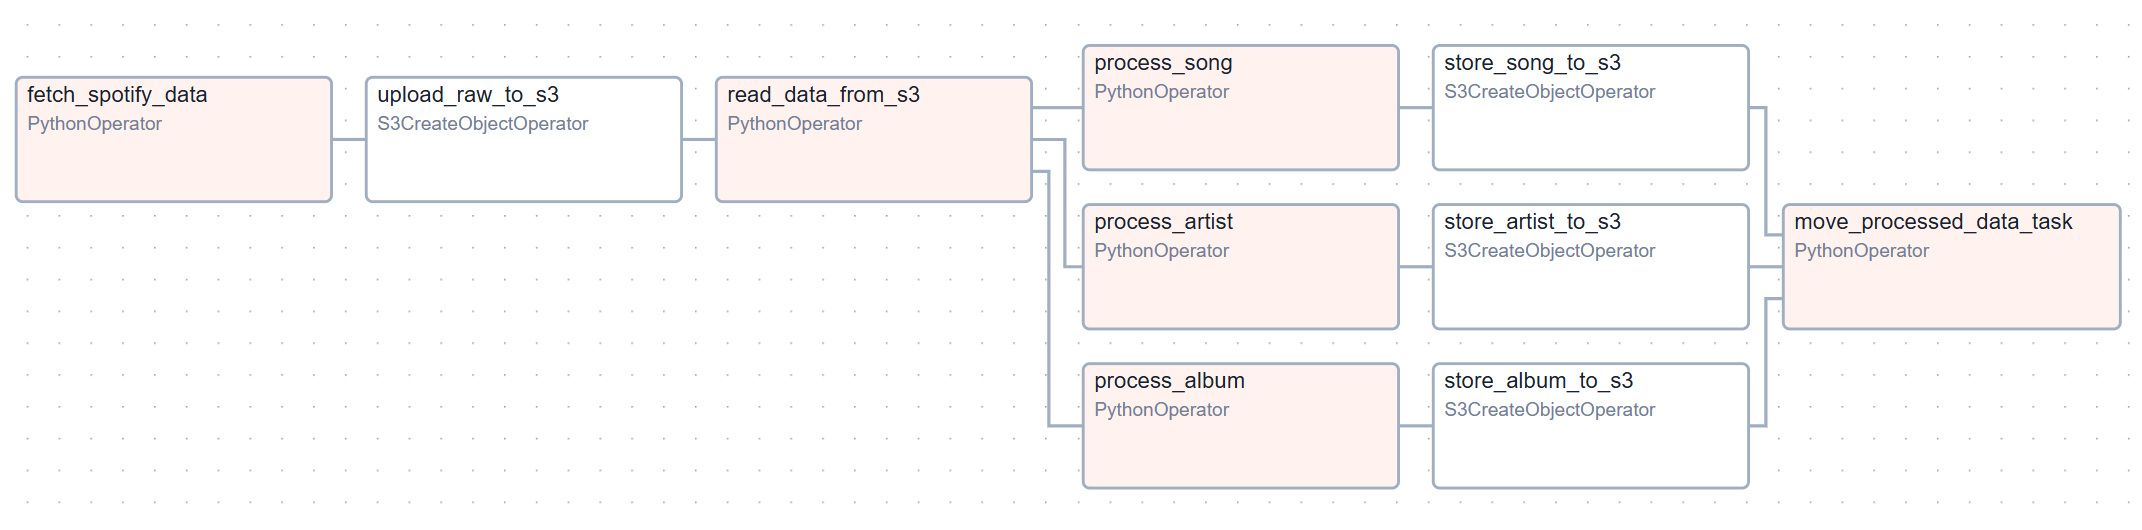 fetch_spotify_data
PythonOperator
upload_raw_to_s3
S3CreateObjectOperator
read_data_from_s3
PythonOperator
process_song
PythonOperator
store_song_to_s3
S3CreateObjectOperator
process_artist
PythonOperator
store_artist_to_s3
S3CreateObjectOperator
process_album
PythonOperator
store_album_to_s3
S3CreateObjectOperator
move_processed_data_task
PythonOperator